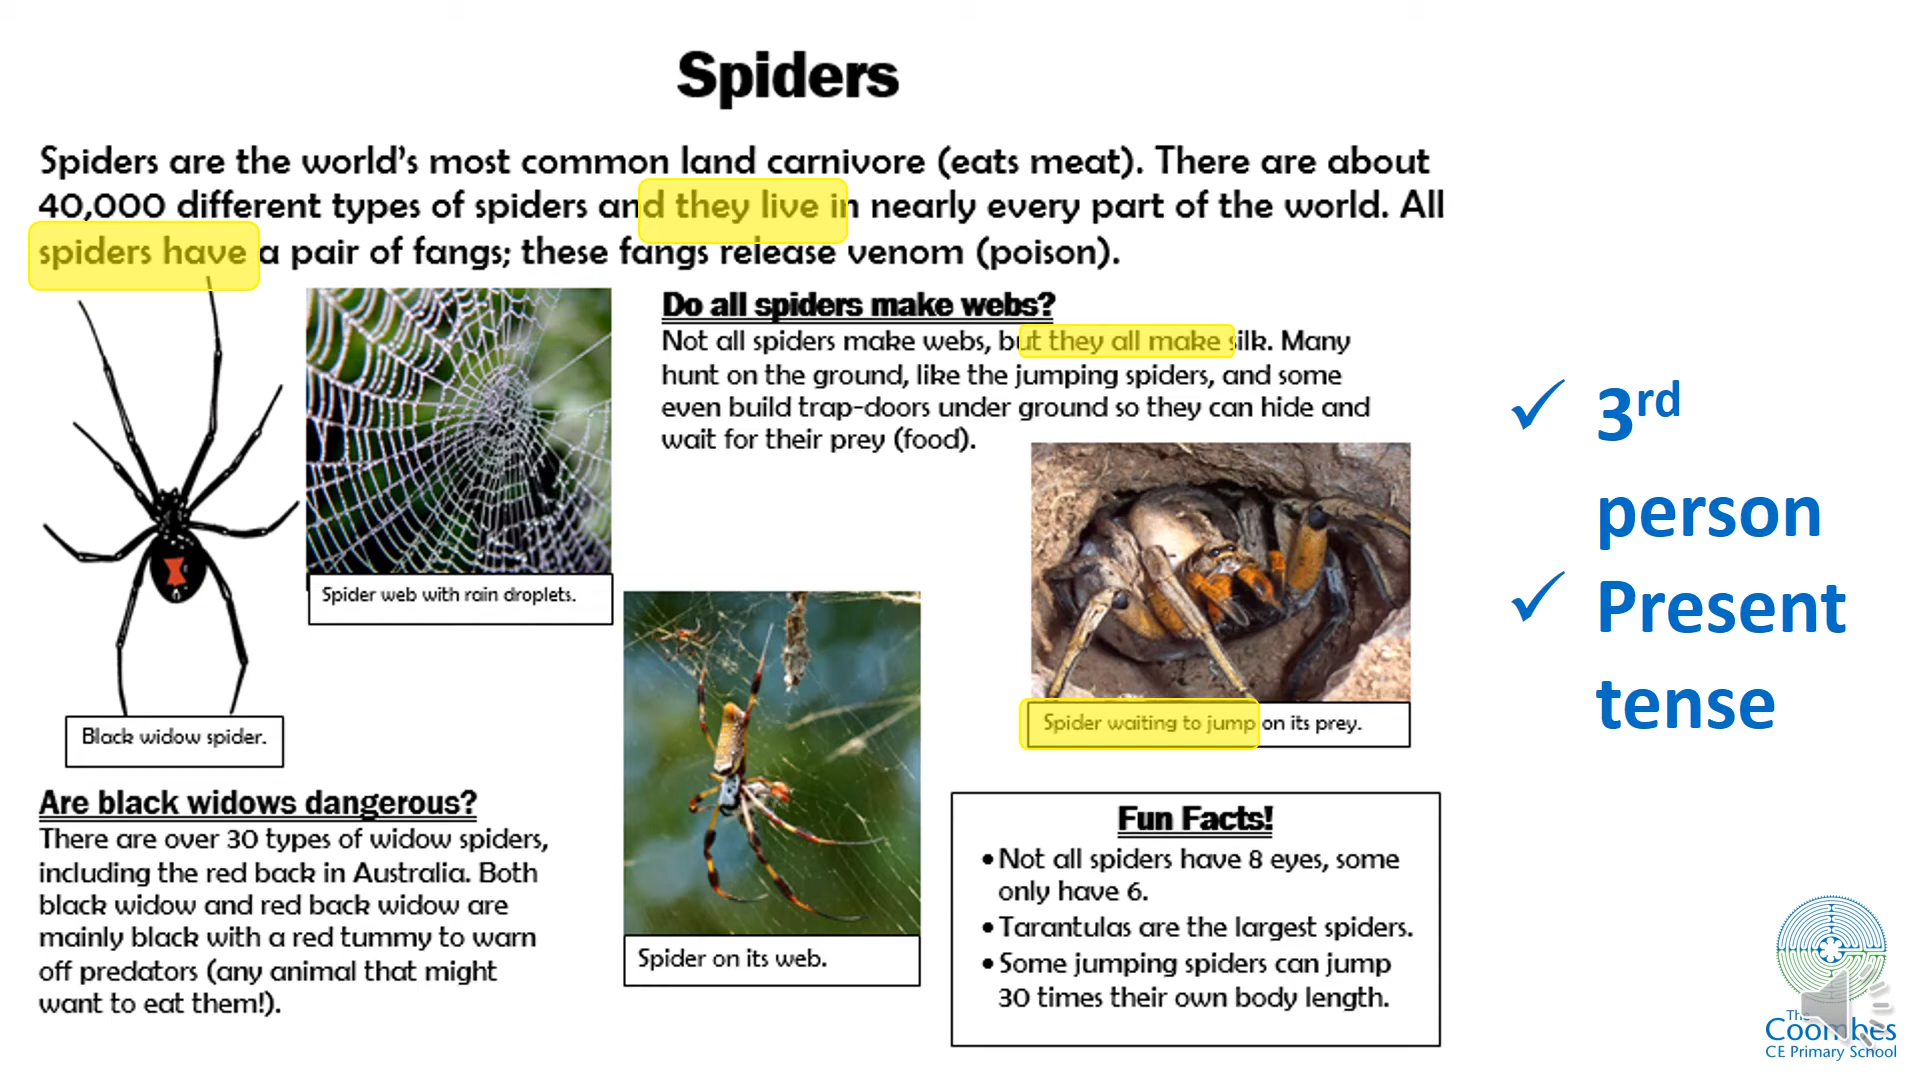 Spiders
Spiders are the world's most common land carnivore (eats meat). There are about
40,000 different types of spiders and they live in nearly every part of the world. All
spiders have a pair of fangs; these fangs release venom (poison).
Do all spiders make webs?
Not all spiders make webs, but they all make silk. Many
hunt on the ground, like the jumping spiders, and some
even build trap-doors under ground so they can hide and
wait for their prey (food).
Spider web with rain droplets.
Black widow spider.
Spider waiting to jump on its prey.
Are black widows dangerous?
There are over 30 types of widow spiders,
including the red back in Australia. Both
black widow and red back widow are
mainly black with a red tummy to warn
off predators (any animal that might
want to eat them!).
Spider on its web.
Fun Facts!
• Not all spiders have 8 eyes, some
only have 6.
• Tarantulas are the largest spiders.
• Some jumping spiders can jump
30 times their own body length.
✓ 3rd
person
✓ Present
tense
The
Coombes
CE Primary School